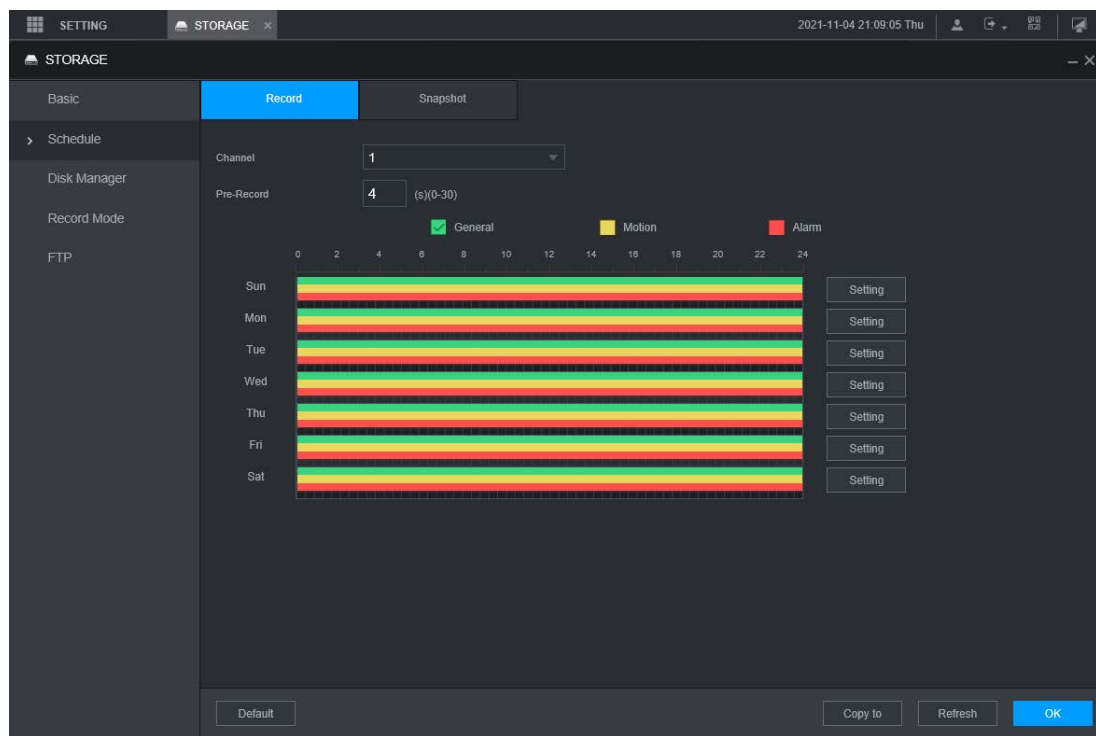 SETTING STORAGE × 2021-11-04 21:09:05 Thu
STORAGE
Basic Record Snapshot
Schedule
Channel 1
Disk Manager
Pre-Record 4 (s)(0-30)
Record Mode
General Motion Alarm
FTP
0 2 4 6 8 10 12 14 16 18 20 22 24
Sun Setting
Mon Setting
Tue Setting
Wed Setting
Thu Setting
Fri Setting
Sat Setting
Default Copy to Refresh OK